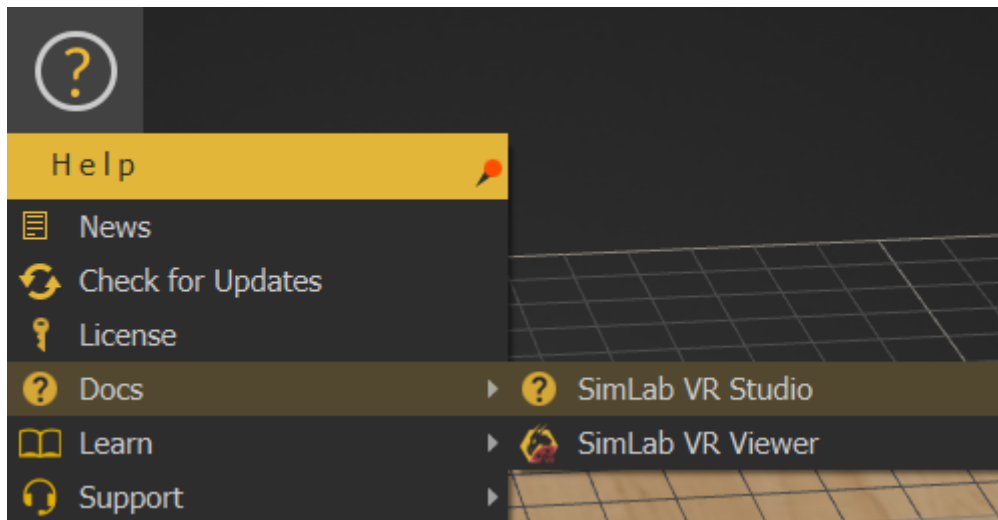 Help
News
Check for Updates
License
Docs
SimLab VR Studio
Learn
SimLab VR Viewer
Support